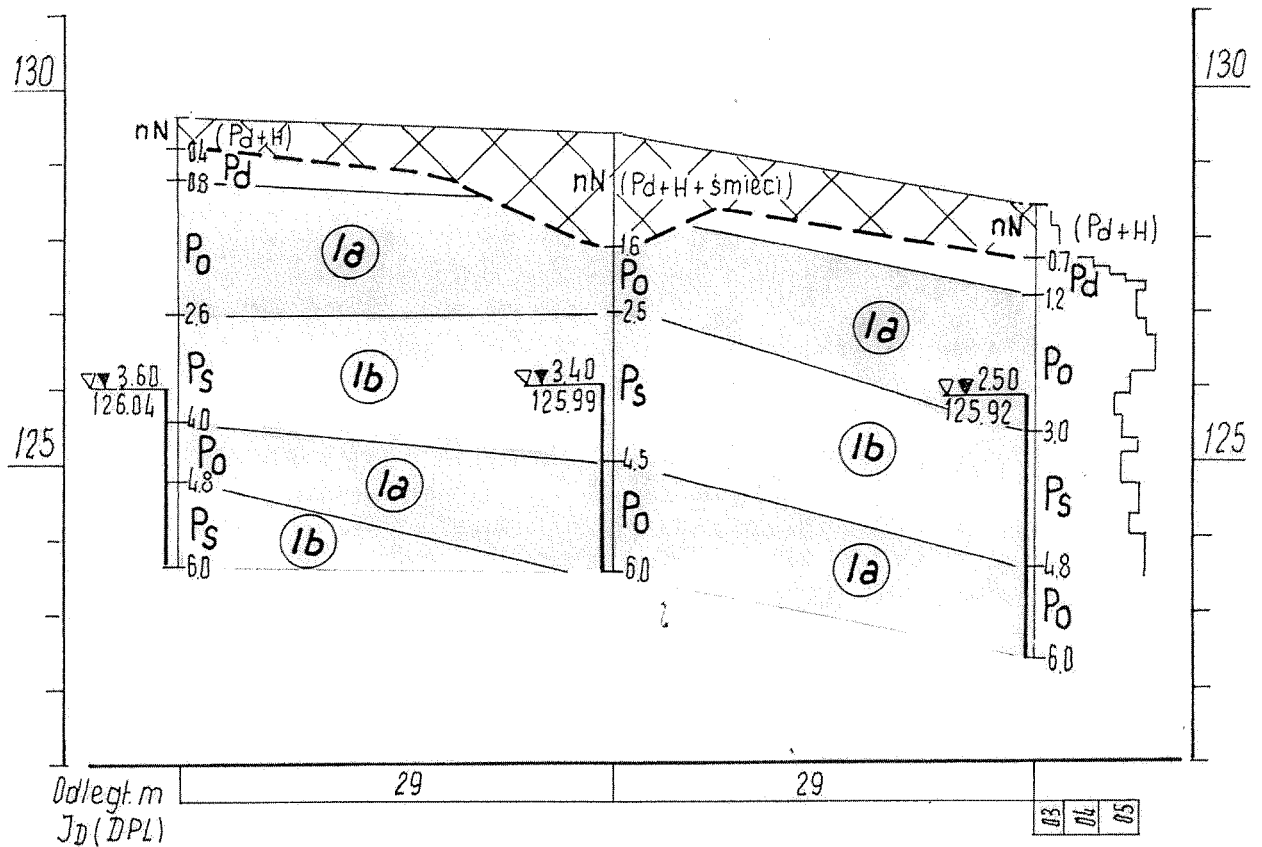 130
130
nN
(Pd+H)
0.4
Pd
0.8
nN (Pd+H+śmieci)
nN
(Pd+H)
0.7
Pd
1.2
1.6
Po
Ia
Po
Ia
2.6
2.5
Po
Ps
Ib
Ps
3.60
126.04
3.40
125.99
2.50
125.92
3.0
4.0
125
Po
4.5
Ib
125
4.8
Ia
Po
Ps
Ps
Ib
Ia
4.8
6.0
6.0
Po
6.0
Odległ. m
29
29
JD (DPL)
03
04
05